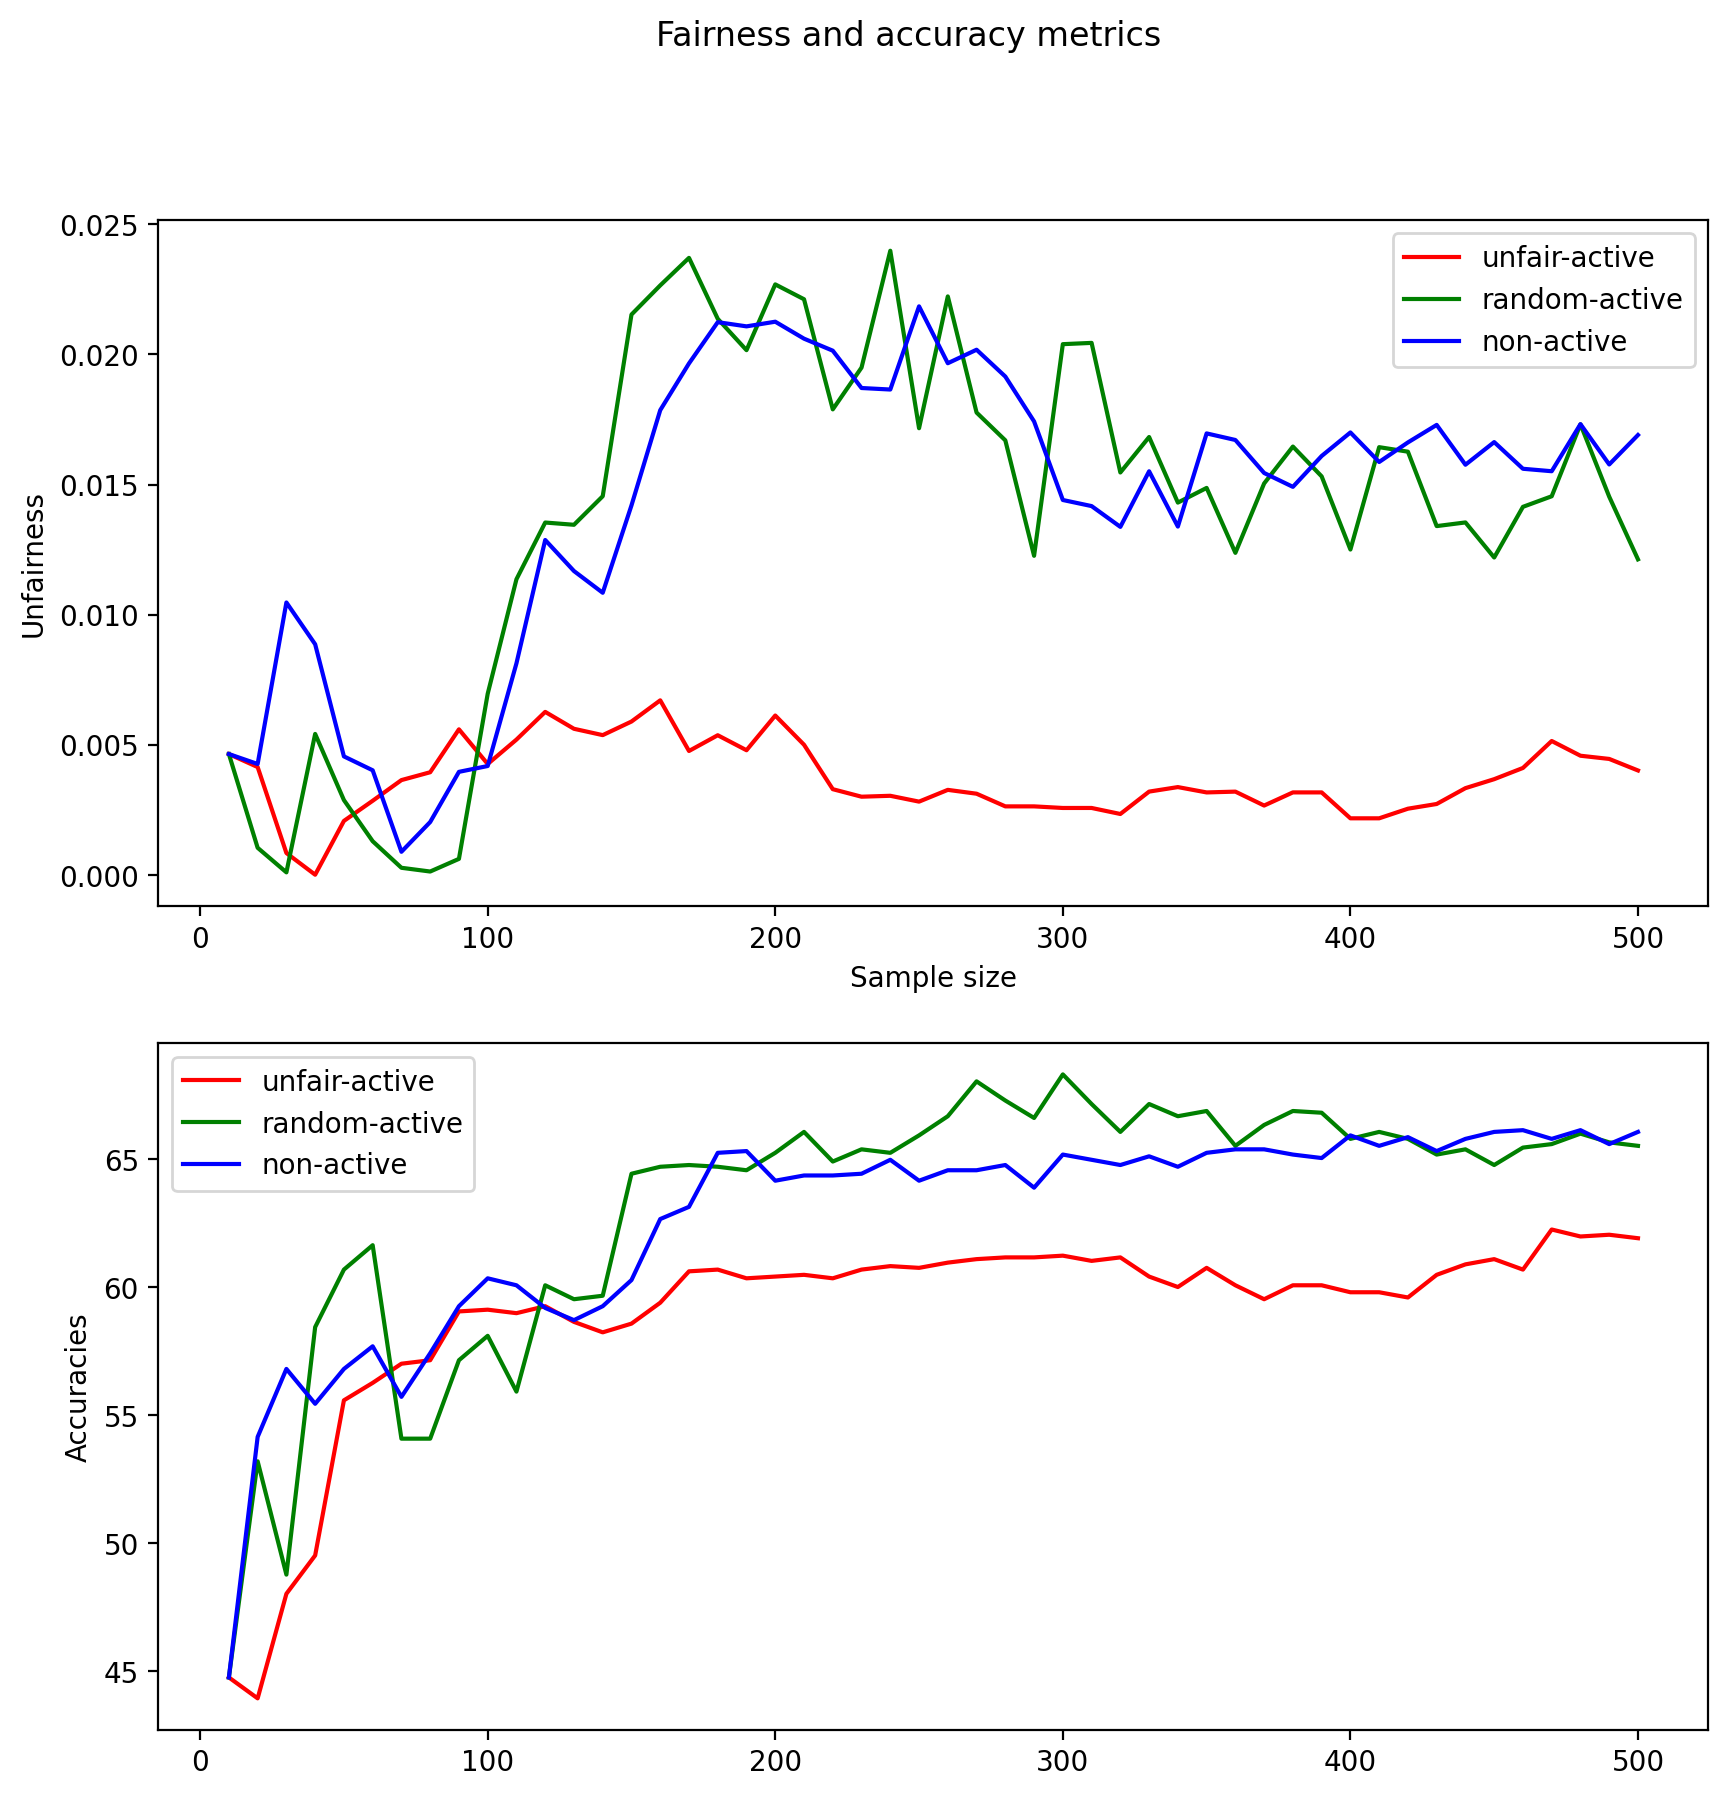 Fairness and accuracy metrics
0.025
0.020
0.015
0.010
0.005
0.000
Unfairness
unfair-active
random-active
non-active
0 100 200 300 400 500
Sample size
65
60
55
50
45
Accuracies
unfair-active
random-active
non-active
0 100 200 300 400 500